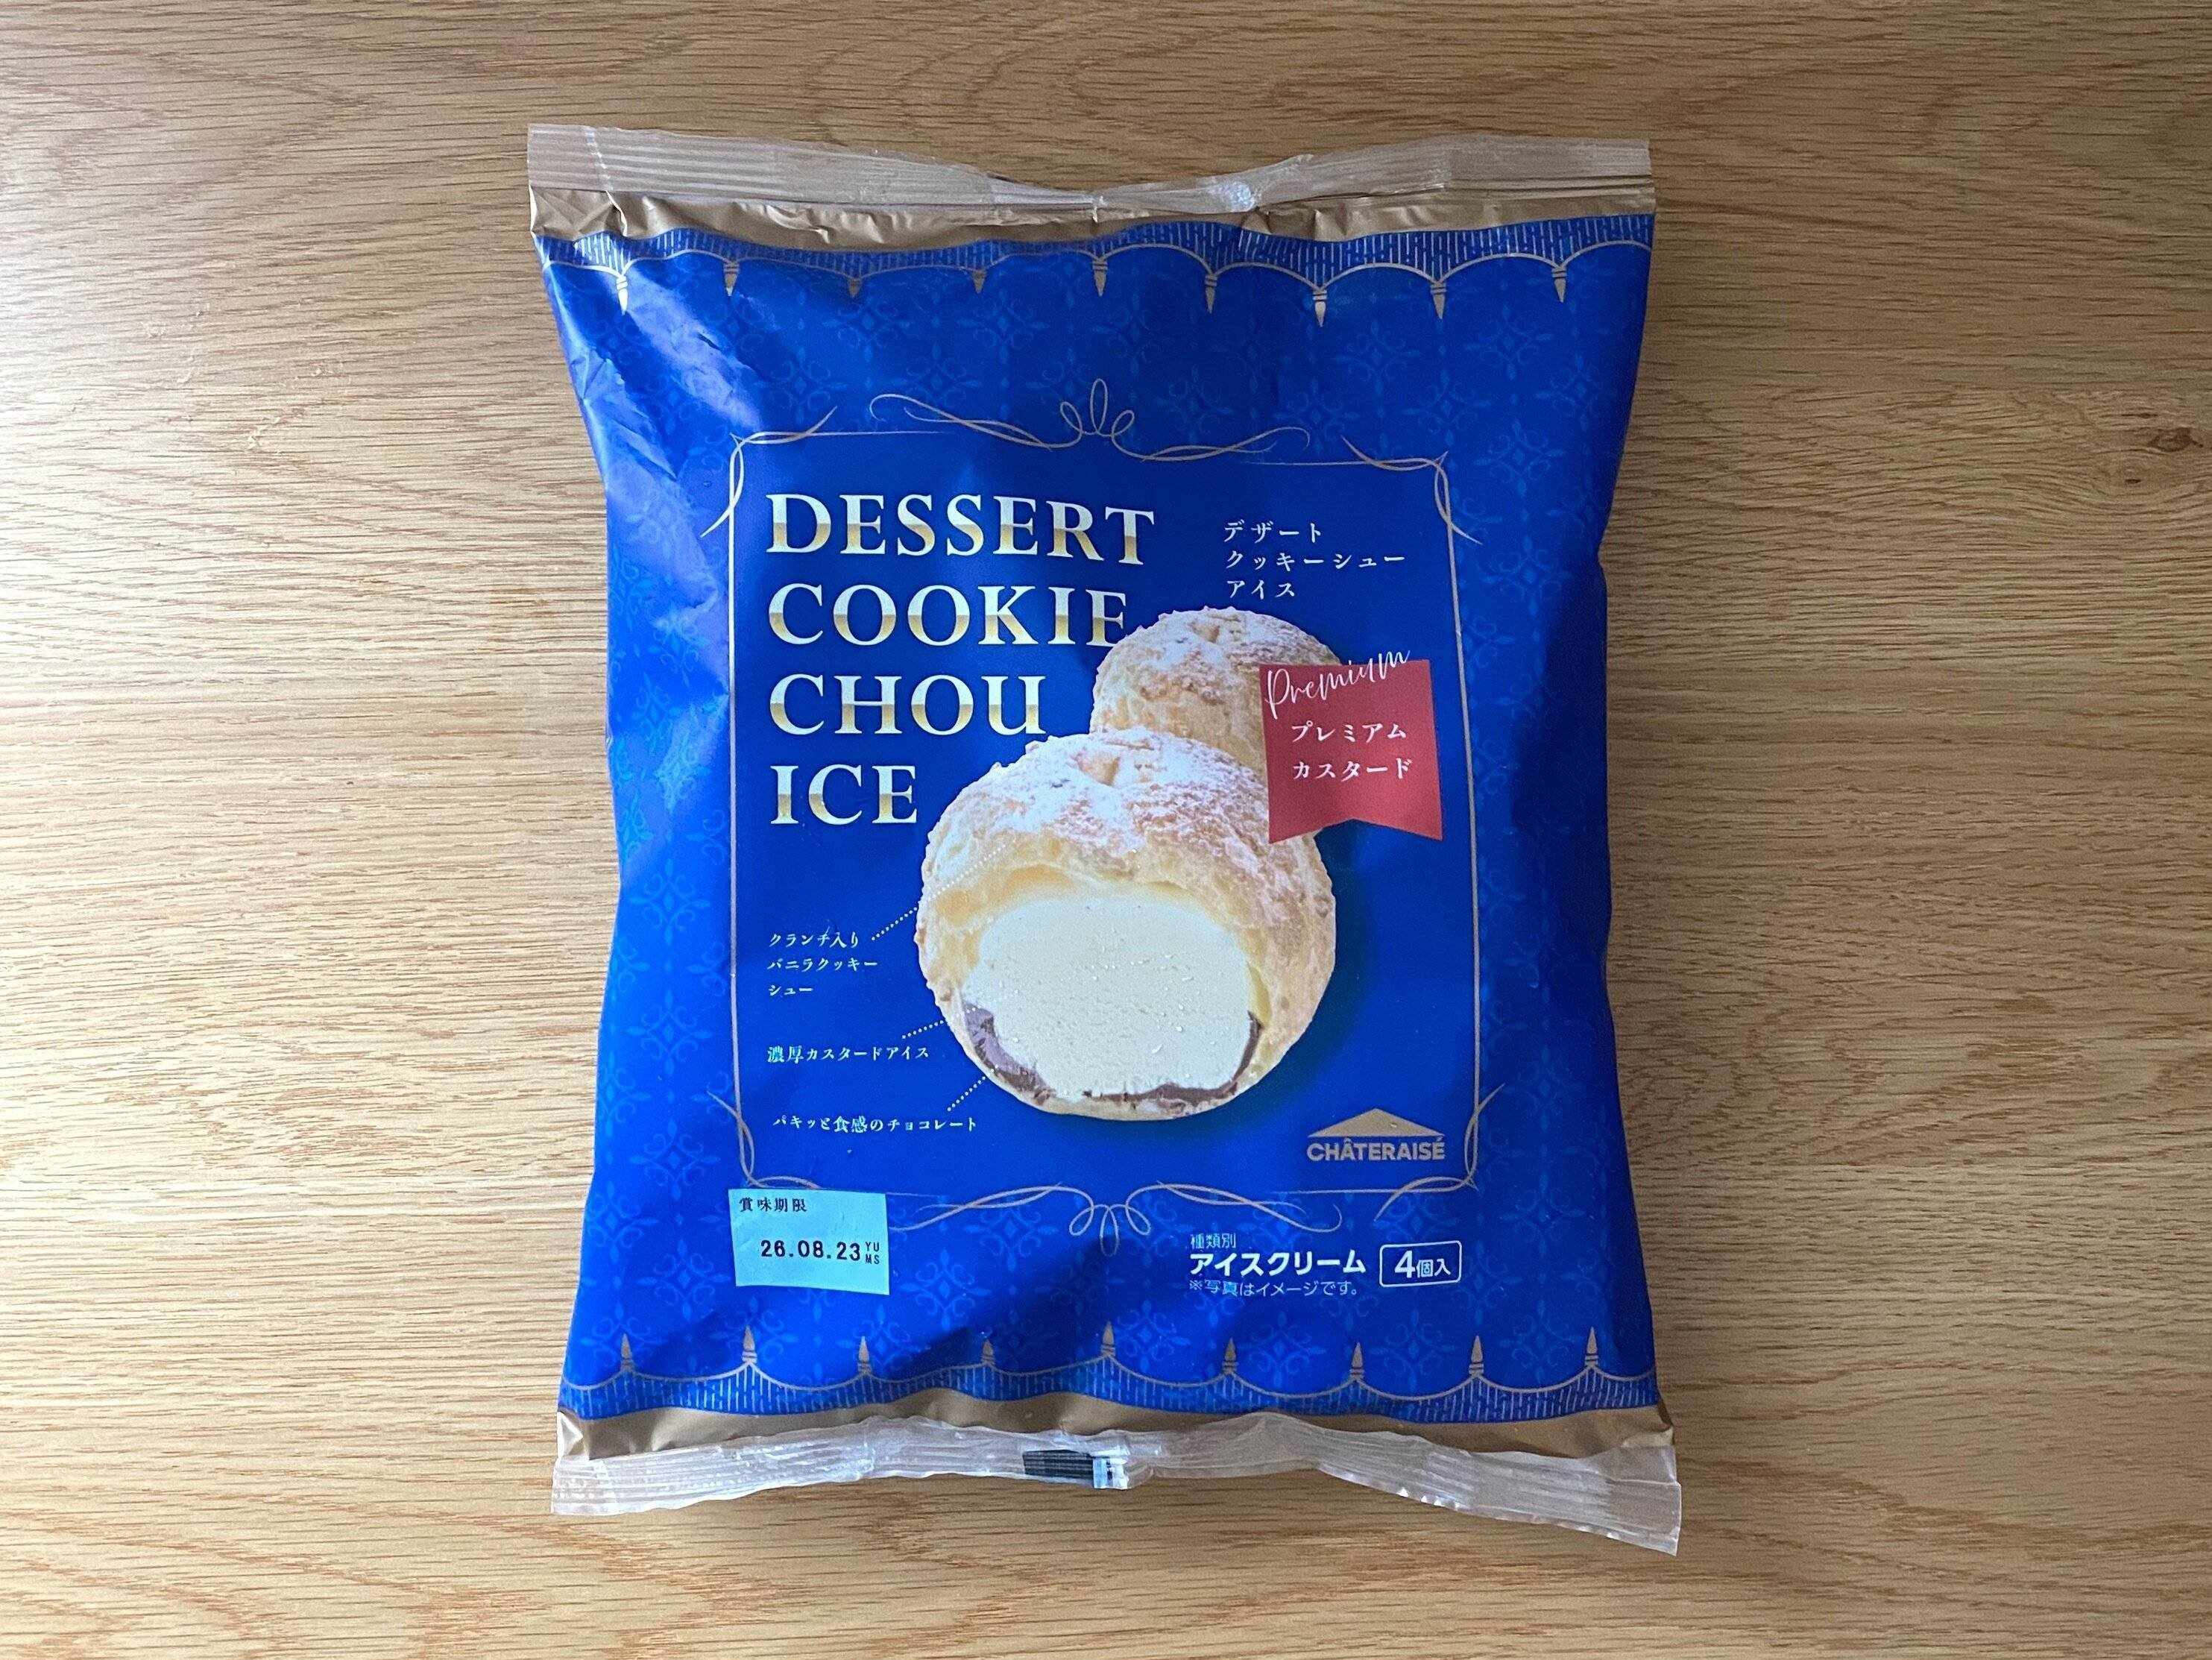 DESSERT
COOKIE
CHOU
ICE
デザート
クッキーシュー
アイス
Premium
プレミアム
カスタード
クランチ入り
バニラクッキー
シュー
濃厚カスタードアイス
パキッと食感のチョコレート
CHÂTERAISÉ
賞味期限
26.08.23 YU
MS
種類別
アイスクリーム 4個入
※写真はイメージです。